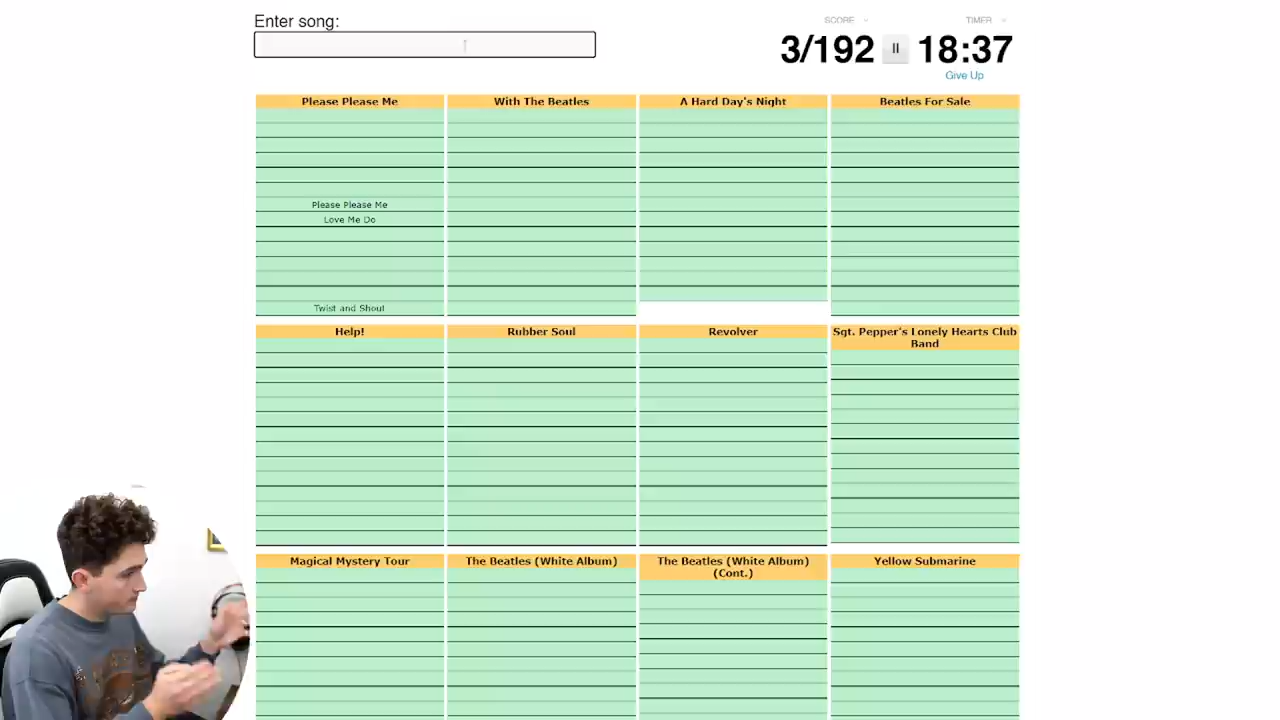 Enter song:
SCORE
TIMER
3/192
18:37
Give Up
Please Please Me
With The Beatles
A Hard Day's Night
Beatles For Sale
Please Please Me
Love Me Do
Twist and Shout
Help!
Rubber Soul
Revolver
Sgt. Pepper's Lonely Hearts Club
Band
Magical Mystery Tour
The Beatles (White Album)
The Beatles (White Album)
(Cont.)
Yellow Submarine